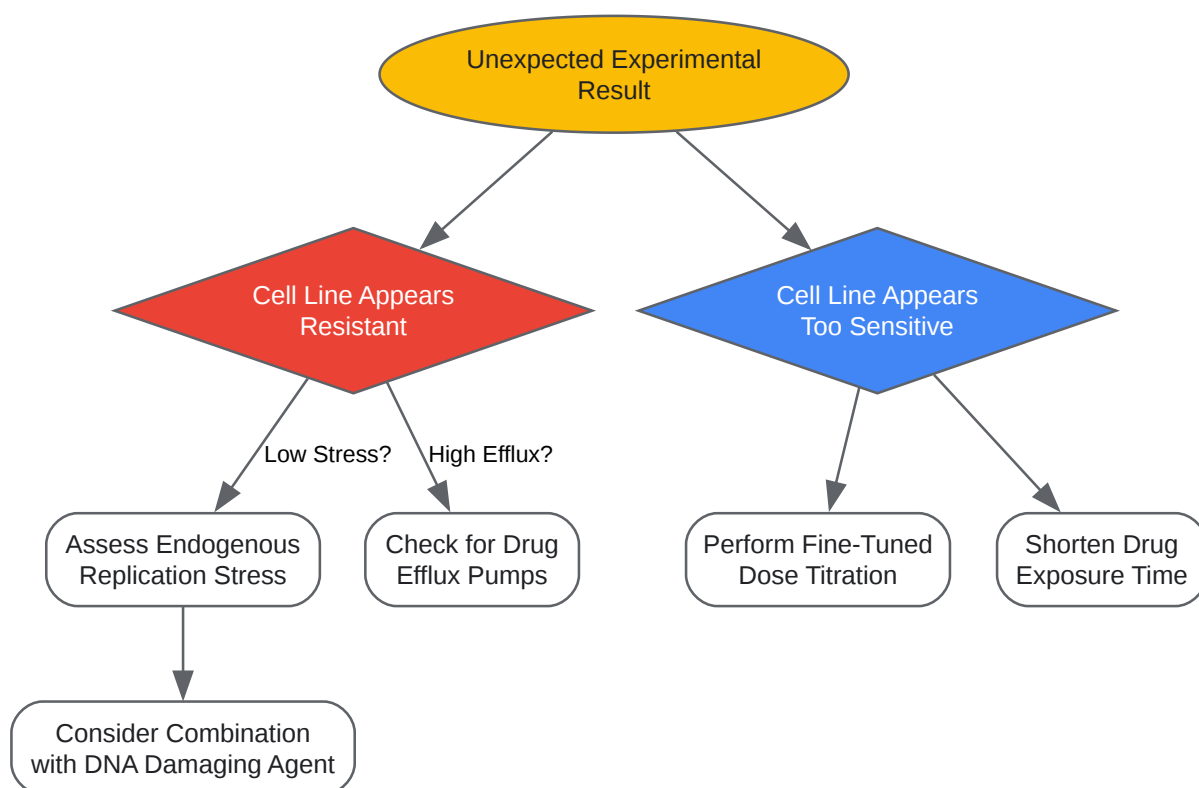 Unexpected Experimental
Result
Cell Line Appears
Resistant
Cell Line Appears
Too Sensitive
Low Stress?
High Efflux?
Assess Endogenous
Replication Stress
Check for Drug
Efflux Pumps
Perform Fine-Tuned
Dose Titration
Shorten Drug
Exposure Time
Consider Combination
with DNA Damaging Agent